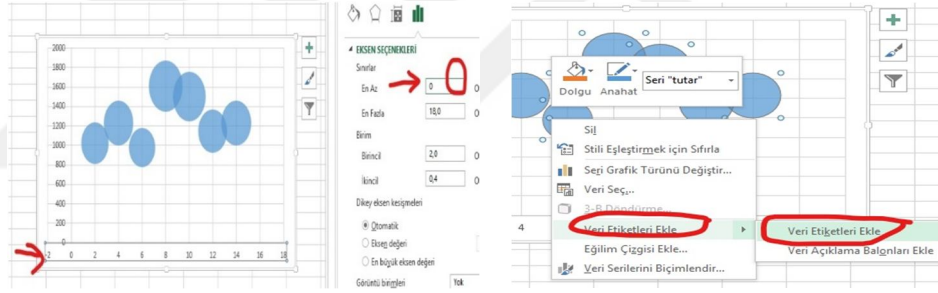 2000
1800
1600
1400
1200
1000
800
600
400
200
0
-2 0 2 4 6 8 10 12 14 16 18
EKSEN SEÇENEKLERİ
Sınırlar
En Az 0
En Fazla 18,0
Birim
Birincil 2,0
İkincil 0,4
Dikey eksen kesişmeleri
Otomatik
Eksen değeri
En büyük eksen değeri
Görüntü birimleri Yok
Dolgu Anahat Seri "tutar"
Sil
Stili Eşleştirmek için Sıfırla
Seri Grafik Türünü Değiştir...
Veri Seç...
3-B Döndürme...
Veri Etiketleri Ekle
Eğilim Çizgisi Ekle...
Veri Serilerini Biçimlendir...
4
Veri Etiketleri Ekle
Veri Açıklama Balonları Ekle